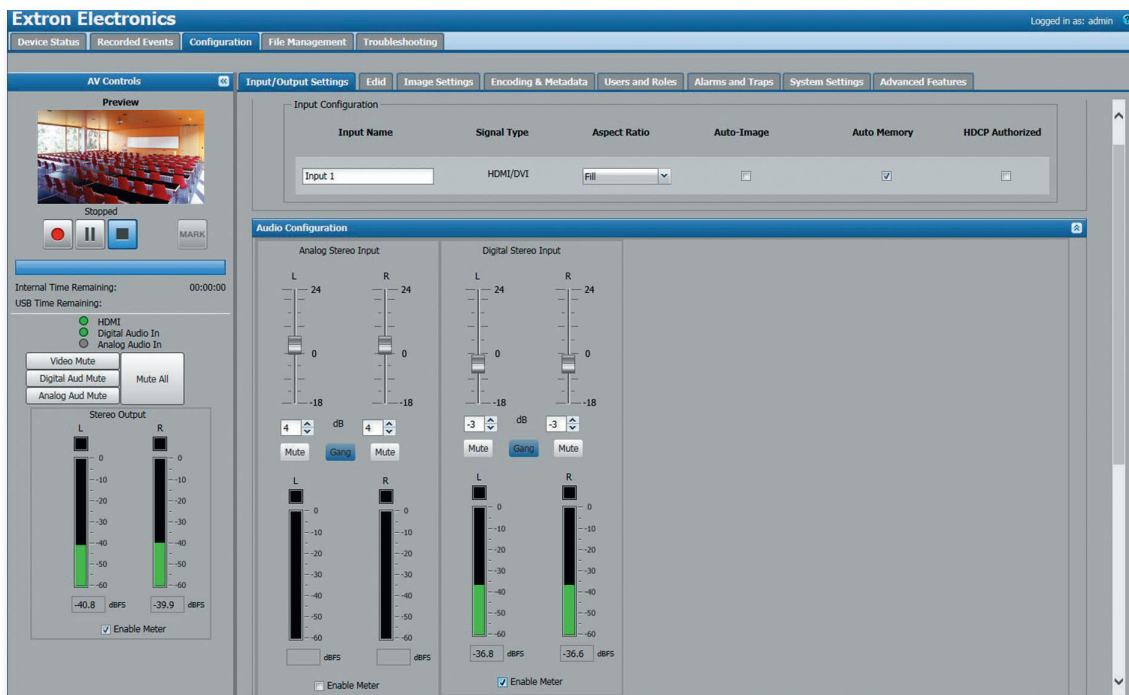 Extron Electronics
Logged in as: admin
Device Status Recorded Events Configuration File Management Troubleshooting
AV Controls
Preview
Stopped
MARK
Internal Time Remaining: 00:00:00
USB Time Remaining:
HDMI
Digital Audio In
Analog Audio In
Video Mute
Digital Aud Mute
Analog Aud Mute
Mute All
Stereo Output
L R
0 0
-10 -10
-20 -20
-30 -30
-40 -40
-50 -50
-60 -60
-40.8 dBFS -39.9 dBFS
Enable Meter
Input/Output Settings Edid Image Settings Encoding & Metadata Users and Roles Alarms and Traps System Settings Advanced Features
Input Configuration
Input Name Signal Type Aspect Ratio Auto-Image Auto Memory HDCP Authorized
Input 1 HDMI/DVI Fill
Audio Configuration
Analog Stereo Input
L R
24 24
0 0
-18 -18
4 dB 4
Mute Gang Mute
L R
0 0
-10 -10
-20 -20
-30 -30
-40 -40
-50 -50
-60 -60
dBFS dBFS
Enable Meter
Digital Stereo Input
L R
24 24
0 0
-18 -18
-3 dB -3
Mute Gang Mute
L R
0 0
-10 -10
-20 -20
-30 -30
-40 -40
-50 -50
-60 -60
-36.8 dBFS -36.6 dBFS
Enable Meter